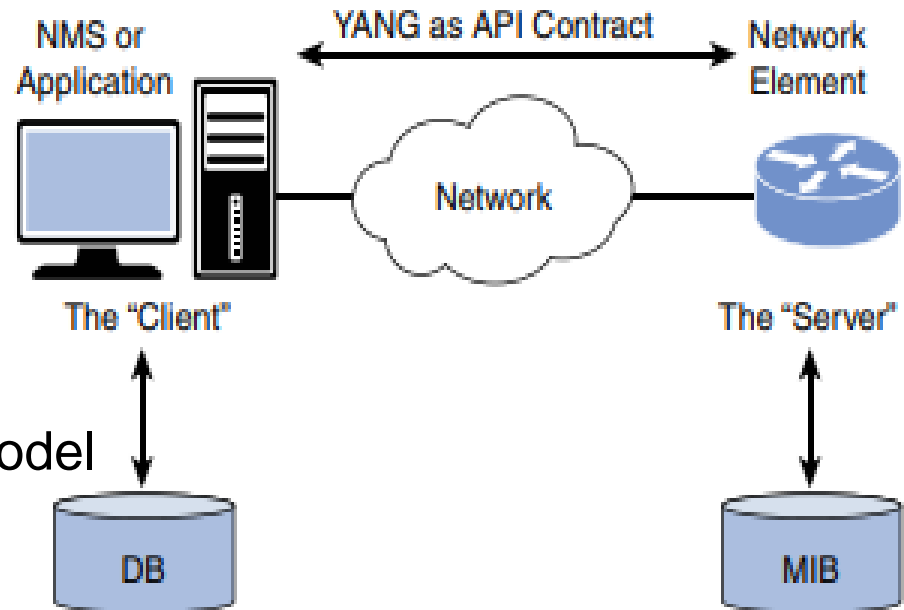 NMS or
Application
YANG as API Contract
Network
Element
Network
The “Client”
The “Server”
odel
DB
MIB